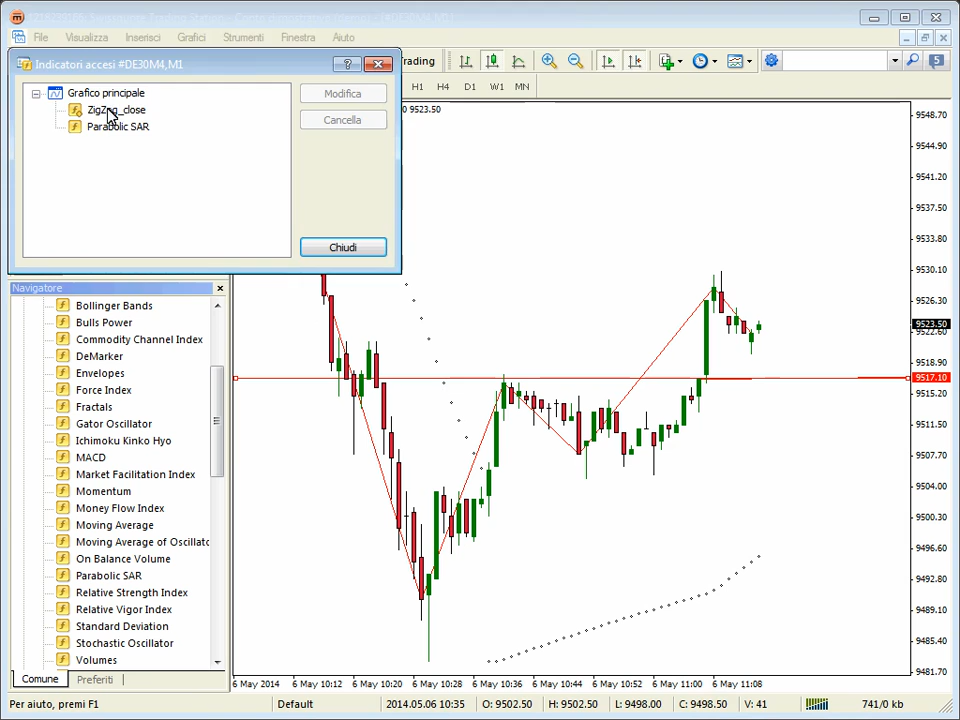 File
Visualizza
Inserisci
Grafici
Strumenti
Finestra
Aiuto
Indicatori accesi #DE30M4,M1
?
Trading
5
Grafico principale
ZigZag_close
Parabolic SAR
Modifica
Cancella
Chiudi
H1
H4
D1
W1
MN
0 9523.50
Navigatore
Bollinger Bands
Bulls Power
Commodity Channel Index
DeMarker
Envelopes
Force Index
Fractals
Gator Oscillator
Ichimoku Kinko Hyo
MACD
Market Facilitation Index
Momentum
Money Flow Index
Moving Average
Moving Average of Oscillato
On Balance Volume
Parabolic SAR
Relative Strength Index
Relative Vigor Index
Standard Deviation
Stochastic Oscillator
Volumes
Comune
Preferiti
9548.70
9544.90
9541.20
9537.50
9533.80
9530.10
9526.30
9523.50
9522.60
9518.90
9517.10
9515.20
9511.50
9507.70
9504.00
9500.30
9496.60
9492.80
9489.10
9485.40
9481.70
6 May 2014
6 May 10:12
6 May 10:20
6 May 10:28
6 May 10:36
6 May 10:44
6 May 10:52
6 May 11:00
6 May 11:08
Per aiuto, premi F1
Default
2014.05.06 10:35
O: 9502.50
H: 9502.50
L: 9498.00
C: 9498.50
V: 41
741/0 kb